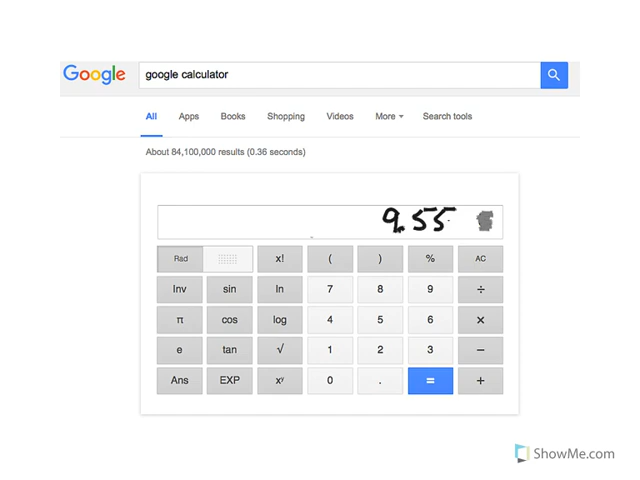 Google
google calculator
All Apps Books Shopping Videos More Search tools
About 84,100,000 results (0.36 seconds)
9.55
Rad x! ( ) % AC
Inv sin ln 7 8 9 ÷
π cos log 4 5 6 ×
e tan √ 1 2 3 −
Ans EXP xʸ 0 . = +
ShowMe.com